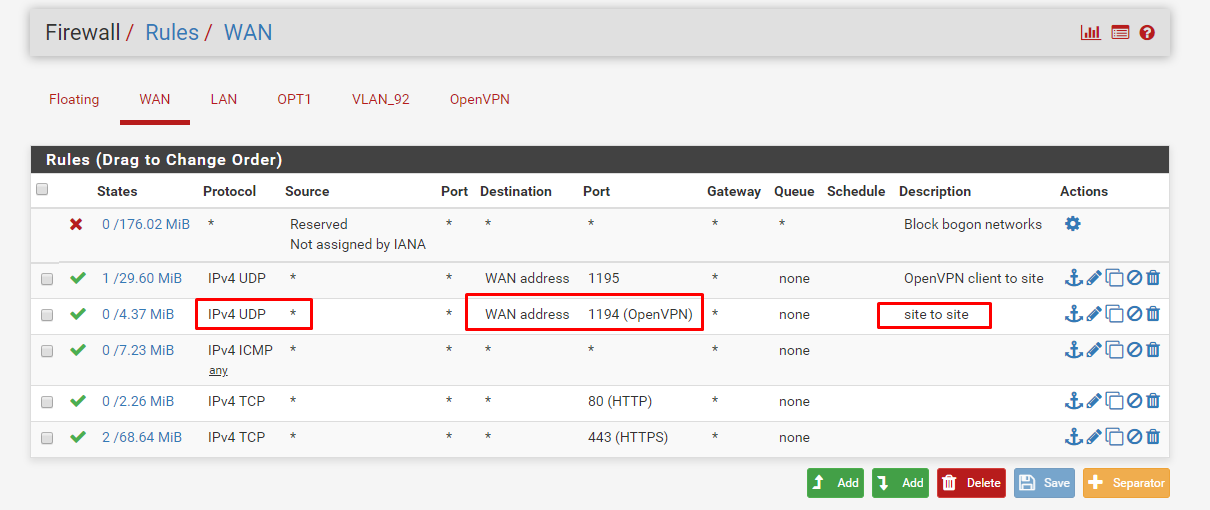 Firewall / Rules / WAN
Floating WAN LAN OPT1 VLAN_92 OpenVPN
Rules (Drag to Change Order)
States Protocol Source Port Destination Port Gateway Queue Schedule Description Actions
0 /176.02 MiB * Reserved * * * * * Block bogon networks
Not assigned by IANA
1 /29.60 MiB IPv4 UDP * * WAN address 1195 * none OpenVPN client to site
0 /4.37 MiB IPv4 UDP * * WAN address 1194 (OpenVPN) * none site to site
0 /7.23 MiB IPv4 ICMP * * * * * none
any
0 /2.26 MiB IPv4 TCP * * * 80 (HTTP) * none
2 /68.64 MiB IPv4 TCP * * * 443 (HTTPS) * none
Add Add Delete Save Separator